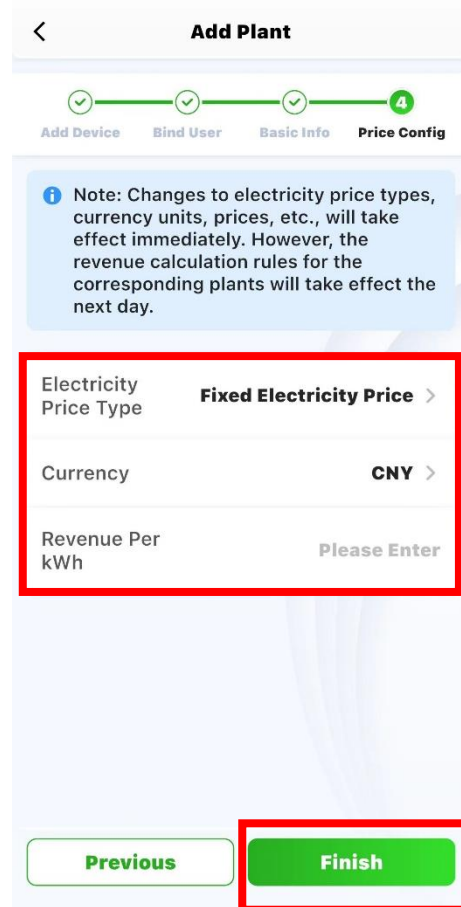 Add Plant
4
Add Device Bind User Basic Info Price Config
Note: Changes to electricity price types,
currency units, prices, etc., will take
effect immediately. However, the
revenue calculation rules for the
corresponding plants will take effect the
next day.
Electricity
Price Type
Fixed Electricity Price
Currency CNY
Revenue Per
kWh
Please Enter
Previous Finish